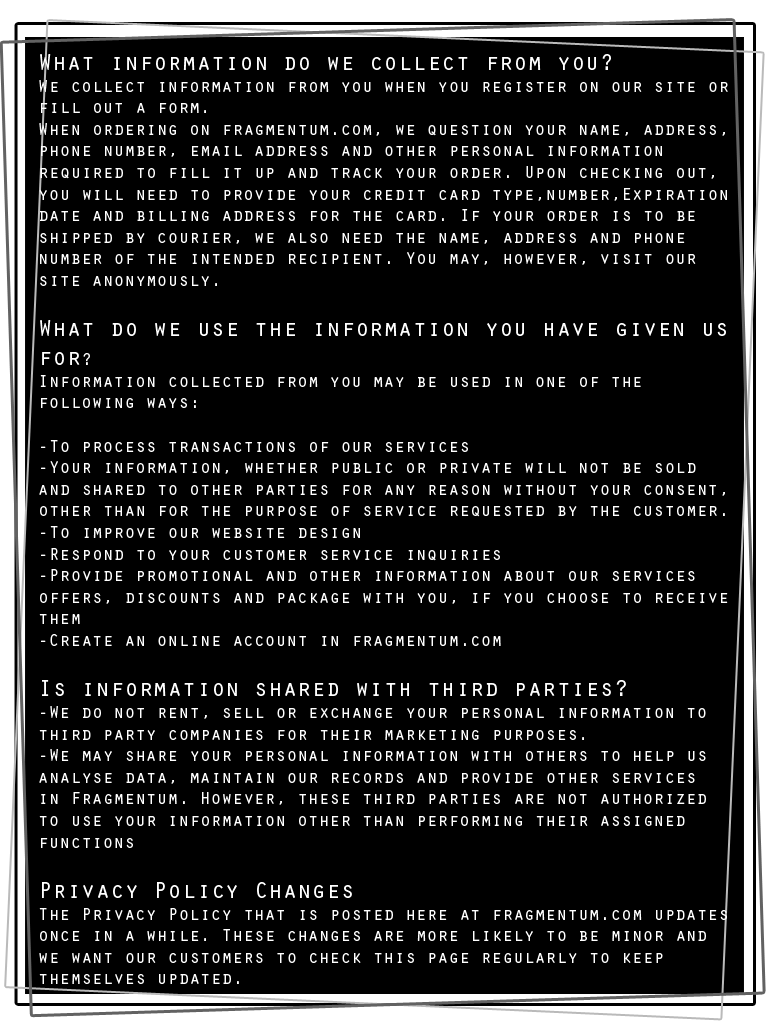 What information do we collect from you?
We collect information from you when you register on our site or
fill out a form.
When ordering on fragmentum.com, we question your name, address,
phone number, email address and other personal information
required to fill it up and track your order. Upon checking out,
you will need to provide your credit card type,number,Expiration
date and billing address for the card. If your order is to be
shipped by courier, we also need the name, address and phone
number of the intended recipient. You may, however, visit our
site anonymously.
What do we use the information you have given us
for?
Information collected from you may be used in one of the
following ways:
-To process transactions of our services
-Your information, whether public or private will not be sold
and shared to other parties for any reason without your consent,
other than for the purpose of service requested by the customer.
-To improve our website design
-Respond to your customer service inquiries
-Provide promotional and other information about our services
offers, discounts and package with you, if you choose to receive
them
-Create an online account in fragmentum.com
Is information shared with third parties?
-We do not rent, sell or exchange your personal information to
third party companies for their marketing purposes.
-We may share your personal information with others to help us
analyse data, maintain our records and provide other services
in Fragmentum. However, these third parties are not authorized
to use your information other than performing their assigned
functions
Privacy Policy Changes
The Privacy Policy that is posted here at fragmentum.com updates
once in a while. These changes are more likely to be minor and
we want our customers to check this page regularly to keep
themselves updated.